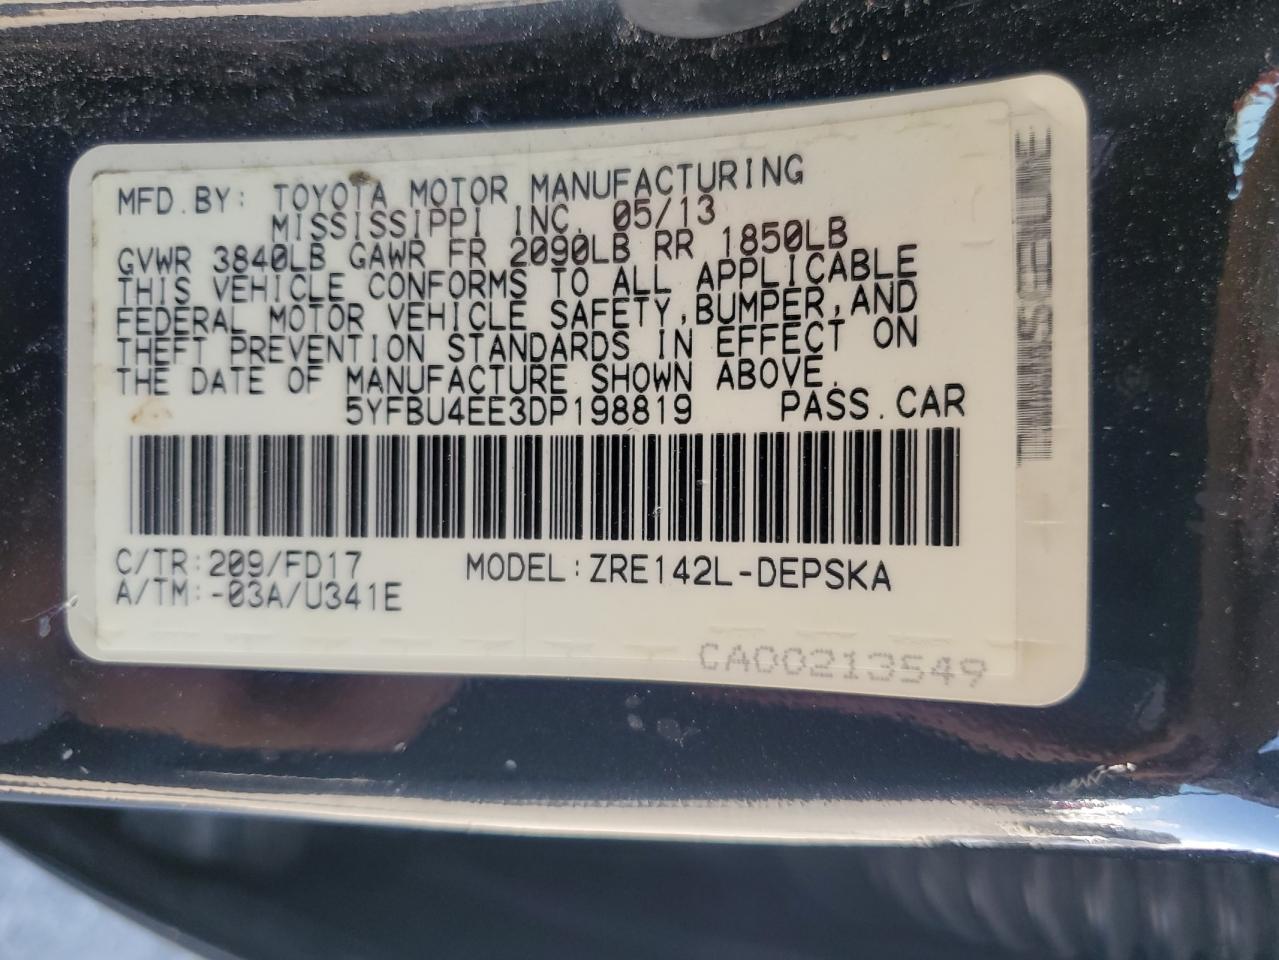 MFD.BY: TOYOTA MOTOR MANUFACTURING
MISSISSIPPI INC. 05/13
GVWR 3840LB GAWR FR 2090LB RR 1850LB
THIS VEHICLE CONFORMS TO ALL APPLICABLE
FEDERAL MOTOR VEHICLE SAFETY,BUMPER,AND
THEFT PREVENTION STANDARDS IN EFFECT ON
THE DATE OF MANUFACTURE SHOWN ABOVE.
5YFBU4EE3DP198819 PASS.CAR
C/TR:209/FD17 MODEL:ZRE142L-DEPSKA
A/TM:-03A/U341E
CA00213549